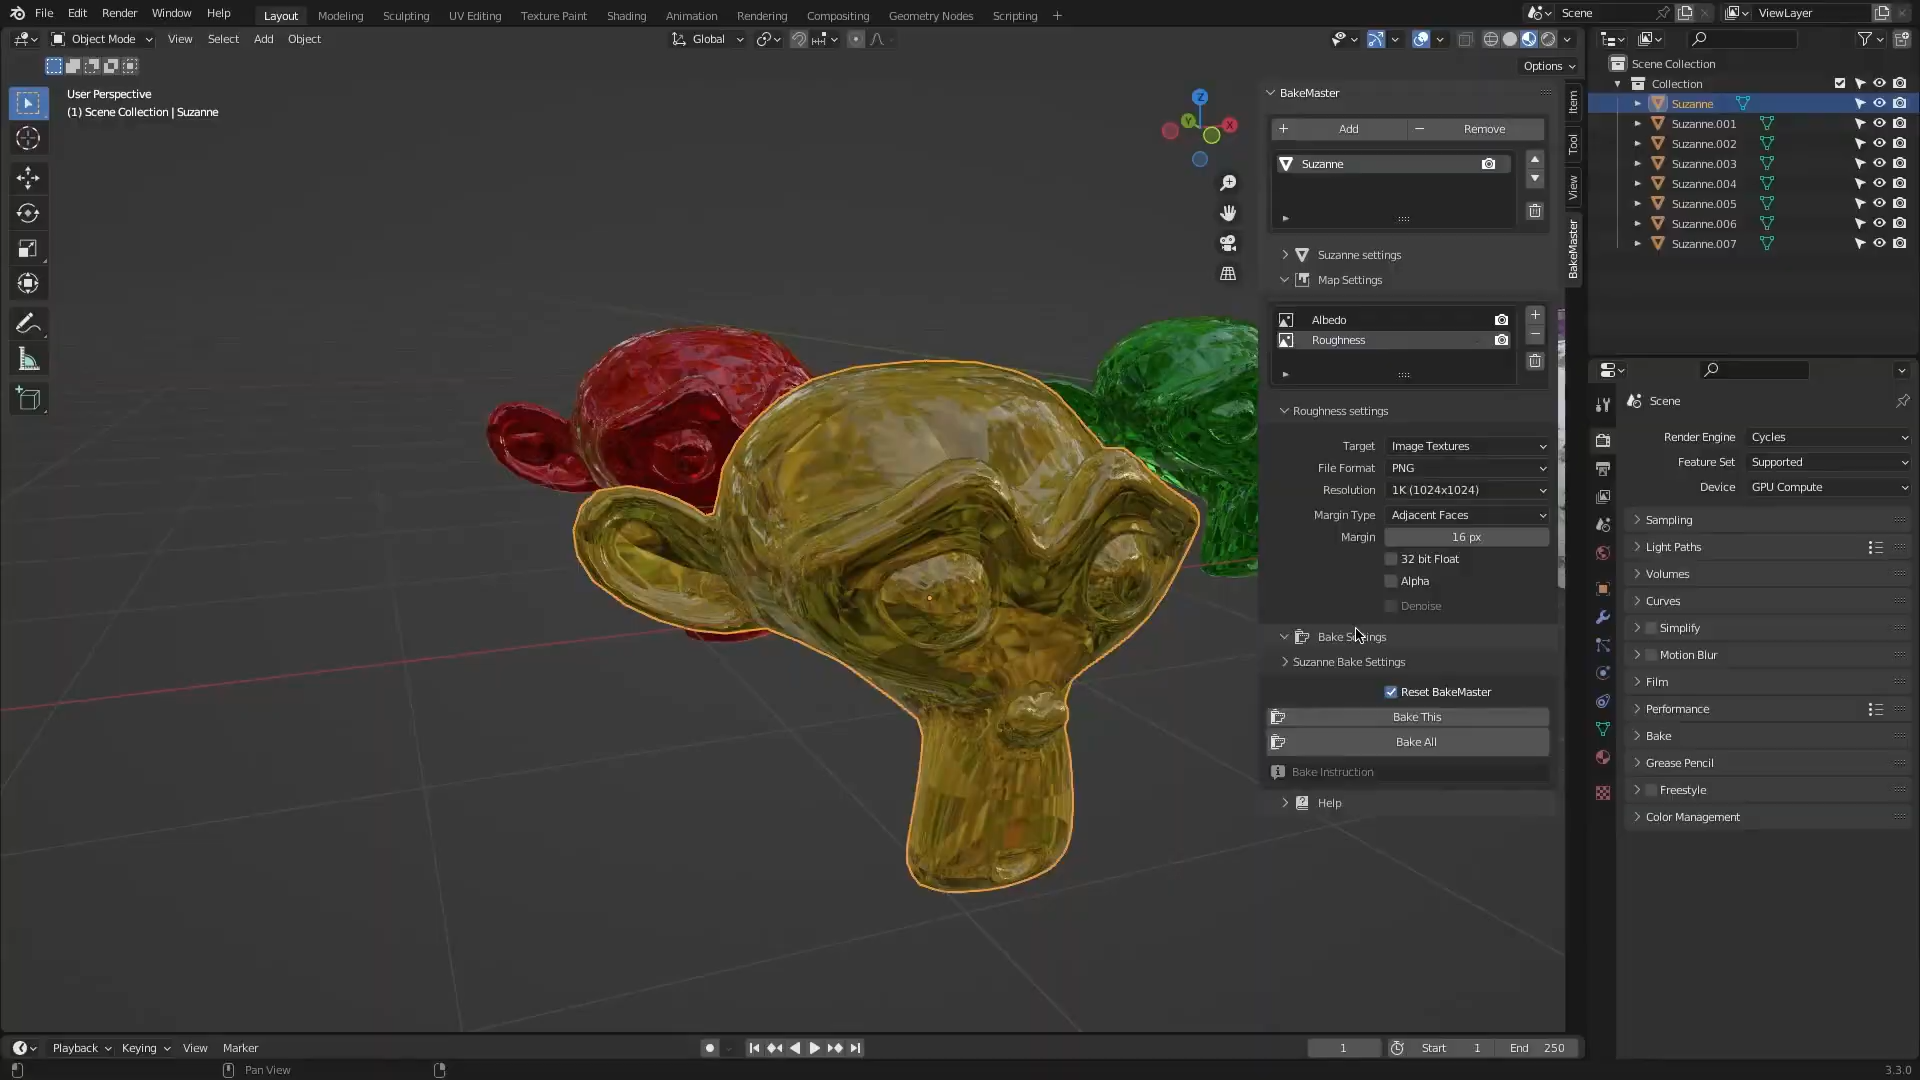 File Edit Render Window Help Layout Modeling Sculpting UV Editing Texture Paint Shading Animation Rendering Compositing Geometry Nodes Scripting + Scene ViewLayer
Object Mode View Select Add Object Global
Options
User Perspective
(1) Scene Collection | Suzanne
Z
Y
X
BakeMaster
Add Remove
Suzanne
Suzanne settings
Map Settings
Albedo
Roughness
Roughness settings
Target Image Textures
File Format PNG
Resolution 1K (1024x1024)
Margin Type Adjacent Faces
Margin 16 px
32 bit Float
Alpha
Denoise
Bake Settings
Suzanne Bake Settings
Reset BakeMaster
Bake This
Bake All
Bake Instruction
Help
Item
Tool
View
BakeMaster
Scene Collection
Collection
Suzanne
Suzanne.001
Suzanne.002
Suzanne.003
Suzanne.004
Suzanne.005
Suzanne.006
Suzanne.007
Scene
Render Engine Cycles
Feature Set Supported
Device GPU Compute
Sampling
Light Paths
Volumes
Curves
Simplify
Motion Blur
Film
Performance
Bake
Grease Pencil
Freestyle
Color Management
Playback Keying View Marker 1 Start 1 End 250
Pan View 3.3.0